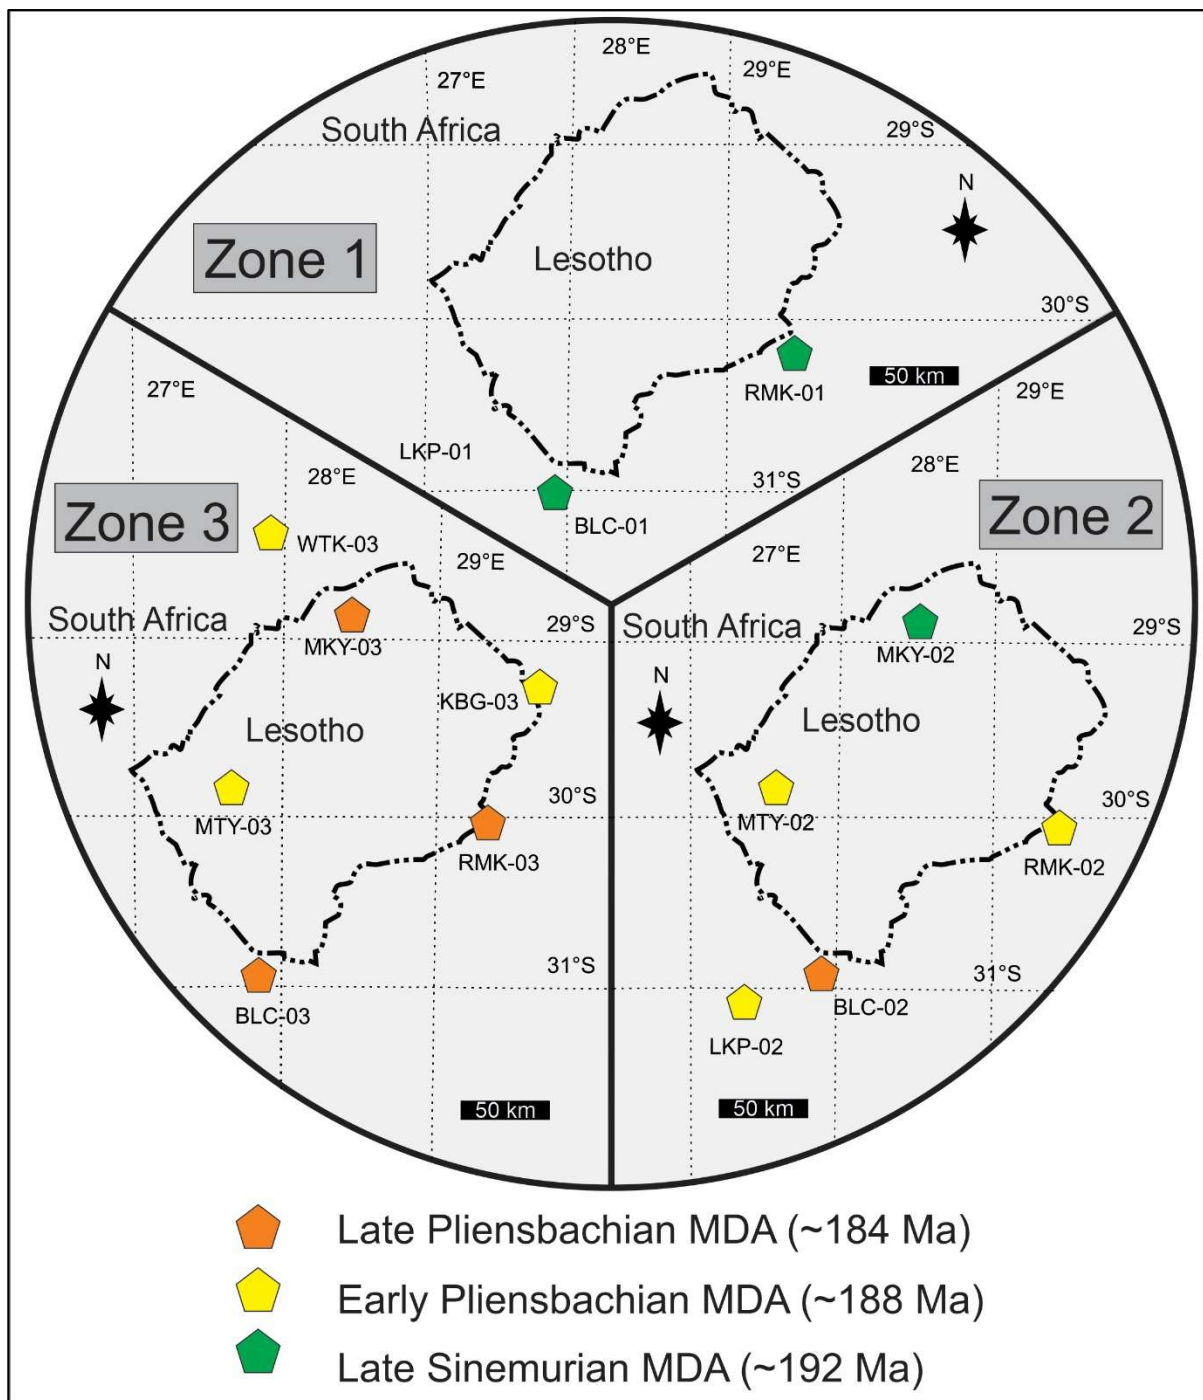 28°E
27°E
29°E
South Africa
29°S
N
Zone 1
Lesotho
30°S
50 km
RMK-01
LKP-01
31°S
BLC-01
27°E
28°E
Zone 3
WTK-03
29°E
South Africa
29°S
MKY-03
N
KBG-03
Lesotho
30°S
MTY-03
RMK-03
31°S
BLC-03
50 km
29°E
28°E
Zone 2
27°E
South Africa
29°S
MKY-02
N
Lesotho
30°S
MTY-02
RMK-02
31°S
BLC-02
LKP-02
50 km
Late Pliensbachian MDA (~184 Ma)
Early Pliensbachian MDA (~188 Ma)
Late Sinemurian MDA (~192 Ma)